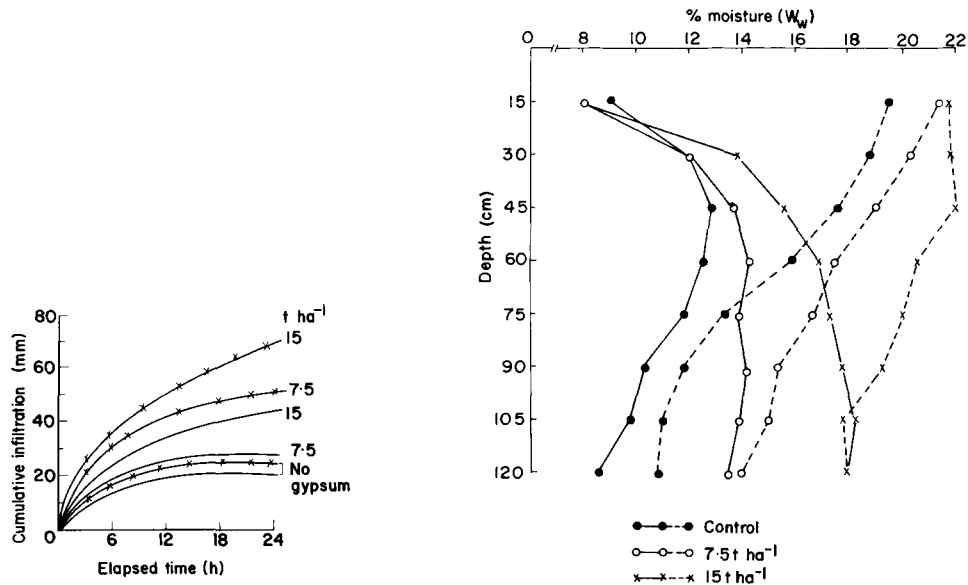 80
60
40
20
0
Cumulative infiltration (mm)
t ha⁻¹
15
7·5
15
7·5
No
gypsum
6 12 18 24
Elapsed time (h)
% moisture (Ww)
0 8 10 12 14 16 18 20 22
15
30
45
60
75
90
105
120
Depth (cm)
Control
7·5 t ha⁻¹
15 t ha⁻¹